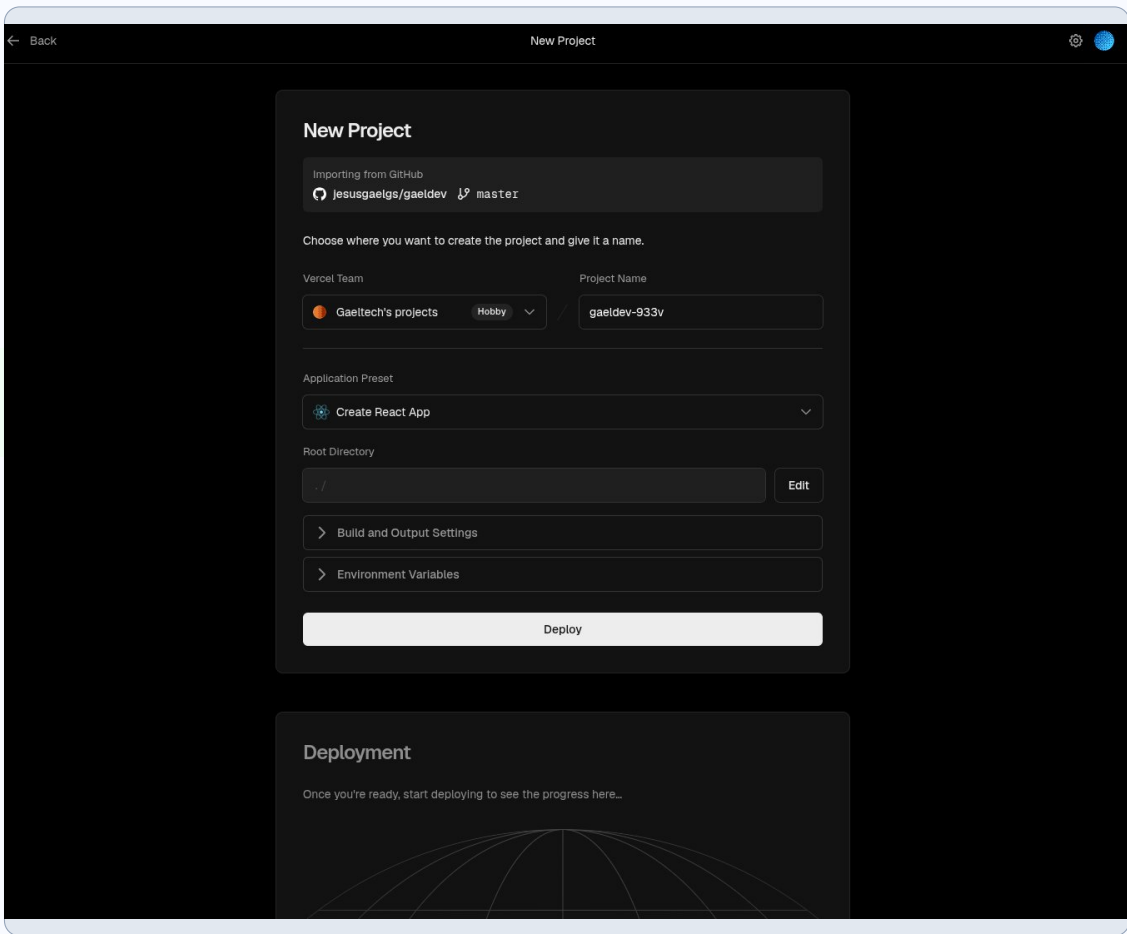 Back New Project
New Project
Importing from GitHub
jesusgaelgs/gaeldev master
Choose where you want to create the project and give it a name.
Vercel Team Project Name
Gaeltech's projects Hobby / gaeldev-933v
Application Preset
Create React App
Root Directory
./ Edit
Build and Output Settings
Environment Variables
Deploy
Deployment
Once you're ready, start deploying to see the progress here...